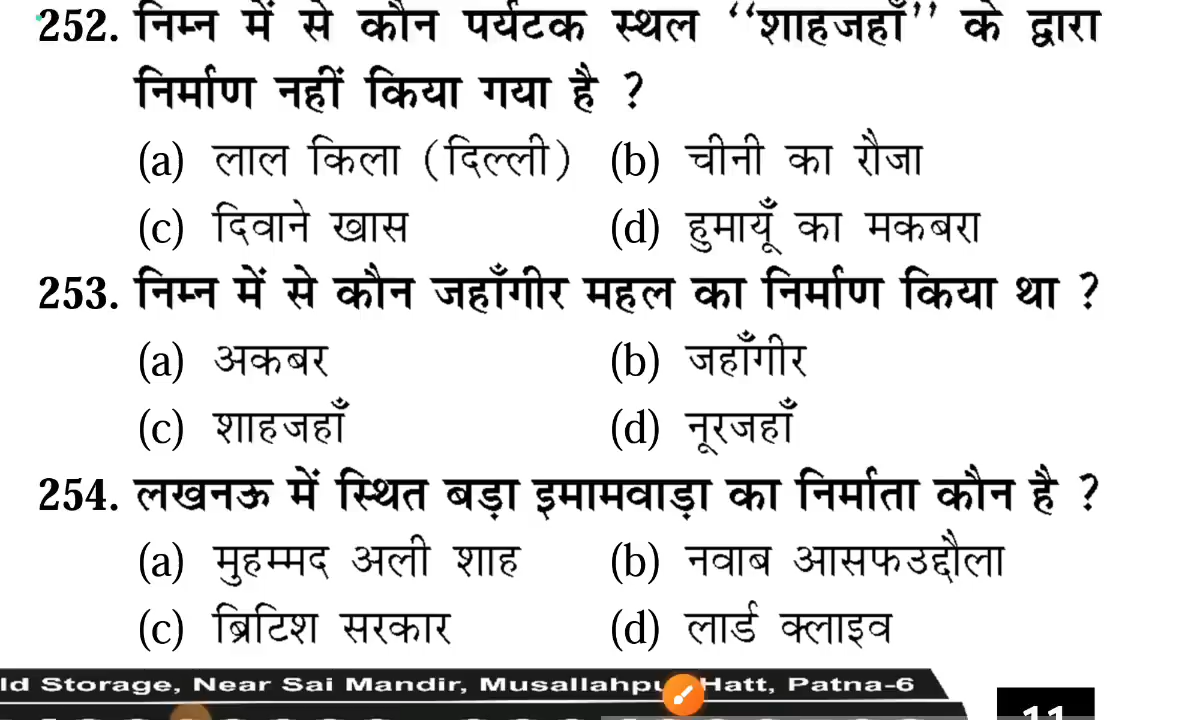 252. निम्न में से कौन पर्यटक स्थल ‘‘शाहजहाँ’’ के द्वारा
निर्माण नहीं किया गया है ?
(a) लाल किला (दिल्ली) (b) चीनी का रौजा
(c) दिवाने खास (d) हुमायूँ का मकबरा
253. निम्न में से कौन जहाँगीर महल का निर्माण किया था ?
(a) अकबर (b) जहाँगीर
(c) शाहजहाँ (d) नूरजहाँ
254. लखनऊ में स्थित बड़ा इमामवाड़ा का निर्माता कौन है ?
(a) मुहम्मद अली शाह (b) नवाब आसफउद्दौला
(c) ब्रिटिश सरकार (d) लार्ड क्लाइव
ld Storage, Near Sai Mandir, Hatt, Patna-6
11